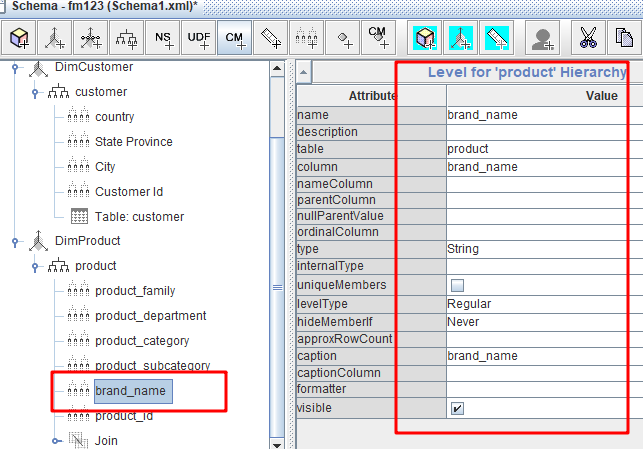 Schema - fm123 (Schema1.xml)*
NS UDF CM CM
DimCustomer
customer
country
State Province
City
Customer Id
Table: customer
DimProduct
product
product_family
product_department
product_category
product_subcategory
brand_name
product_id
Join
Level for 'product' Hierarchy
Attribute Value
name brand_name
description
table product
column brand_name
nameColumn
parentColumn
nullParentValue
ordinalColumn
type String
internalType
uniqueMembers
levelType Regular
hideMemberIf Never
approxRowCount
caption brand_name
captionColumn
formatter
visible